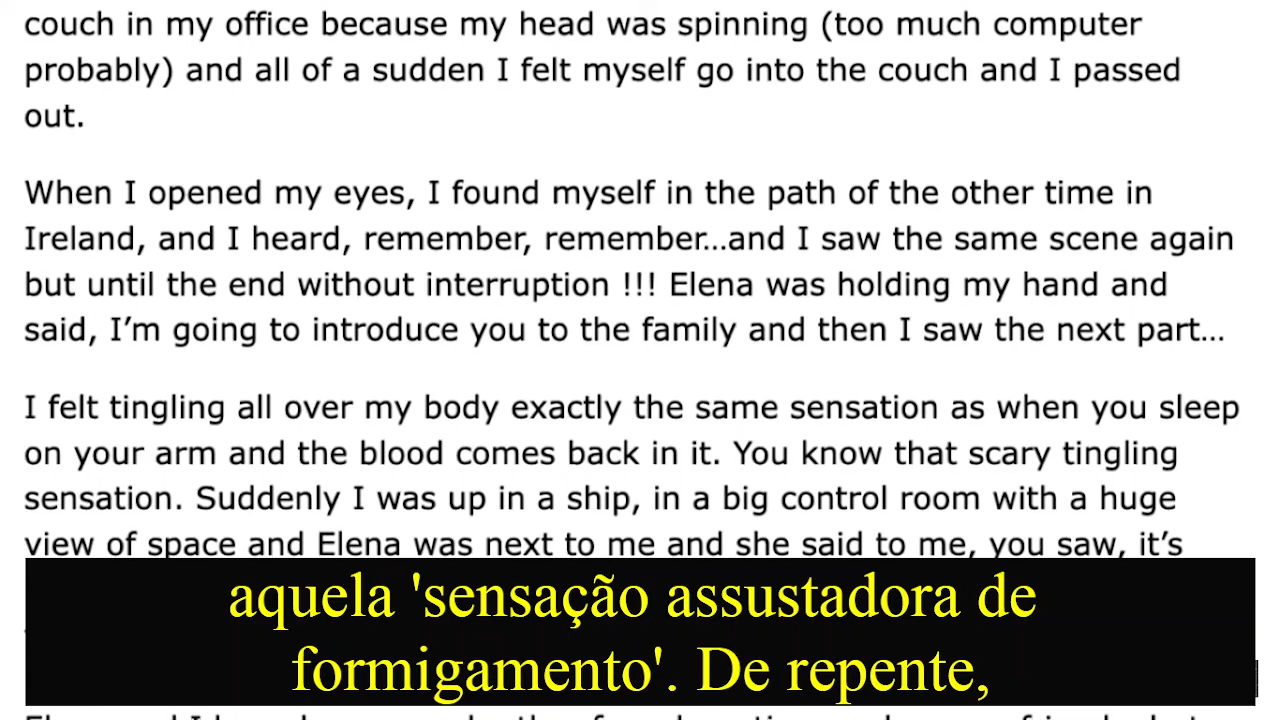 couch in my office because my head was spinning (too much computer
probably) and all of a sudden I felt myself go into the couch and I passed
out.
When I opened my eyes, I found myself in the path of the other time in
Ireland, and I heard, remember, remember…and I saw the same scene again
but until the end without interruption !!! Elena was holding my hand and
said, I’m going to introduce you to the family and then I saw the next part…
I felt tingling all over my body exactly the same sensation as when you sleep
on your arm and the blood comes back in it. You know that scary tingling
sensation. Suddenly I was up in a ship, in a big control room with a huge
view of space and Elena was next to me and she said to me, you saw, it’s
aquela 'sensação assustadora de
formigamento'. De repente,